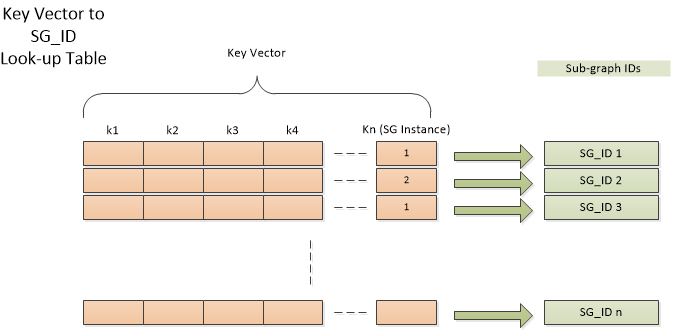 Key Vector to
SG_ID
Look-up Table
Key Vector
Sub-graph IDs
k1 k2 k3 k4 Kn (SG Instance)
1 SG_ID 1
2 SG_ID 2
1 SG_ID 3
SG_ID n